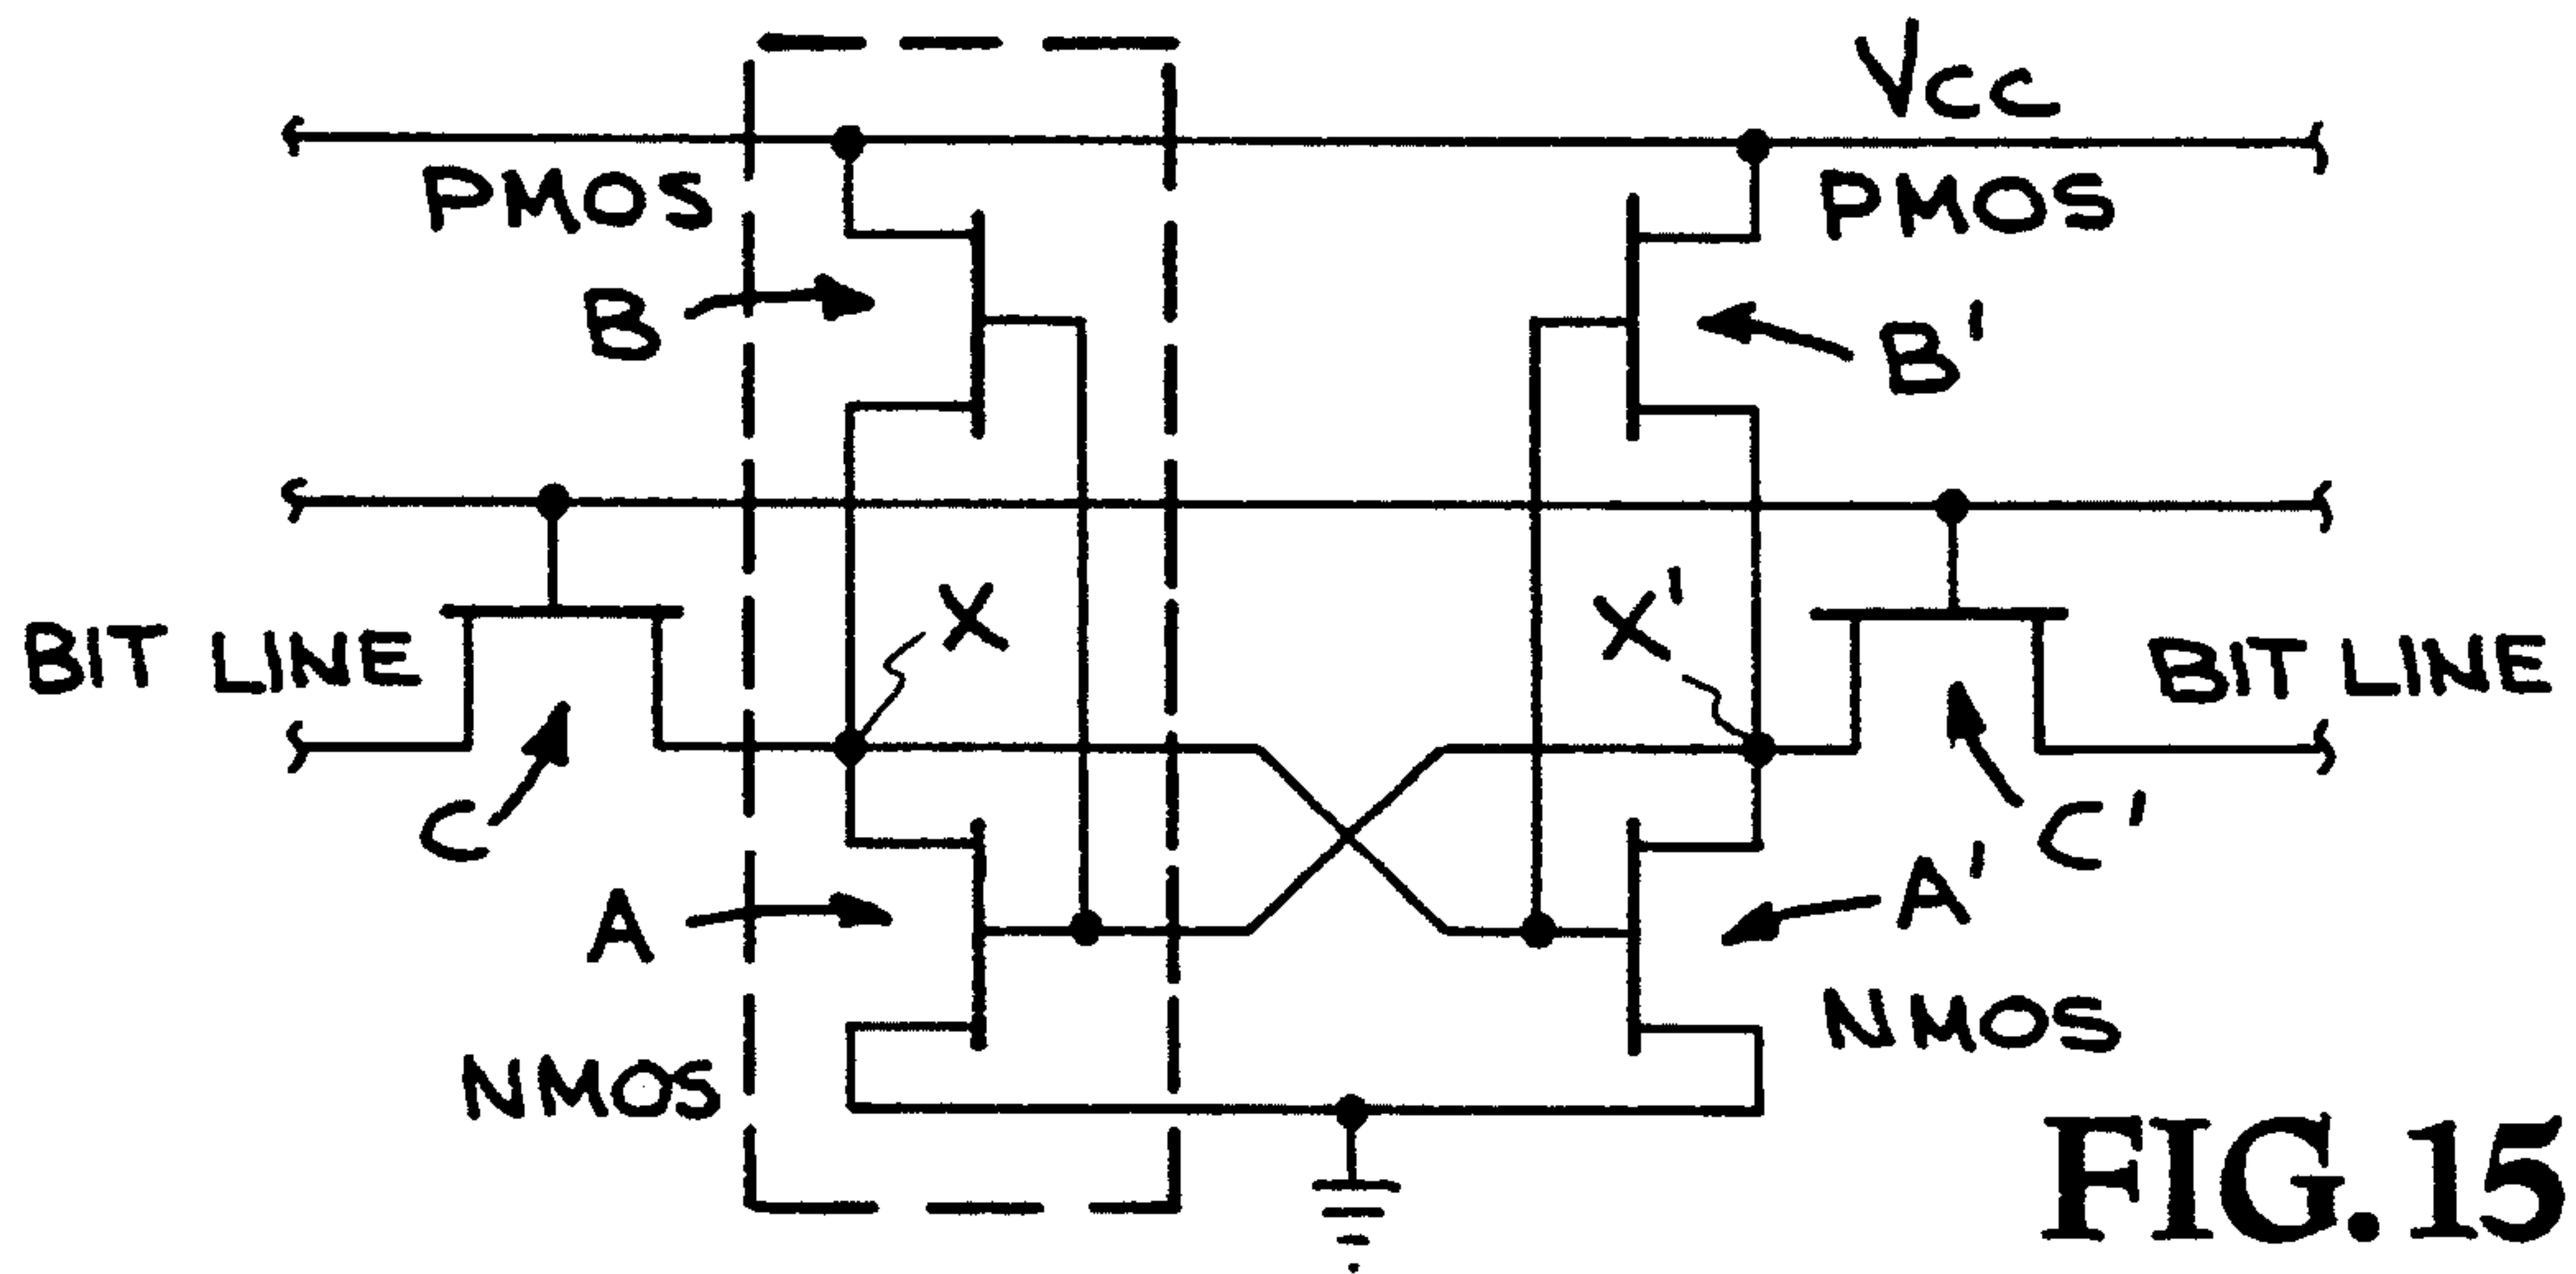 Vcc
PMOS
PMOS
B
B'
X
X'
BIT LINE
BIT LINE
C
C'
A
A'
NMOS
NMOS
FIG. 15